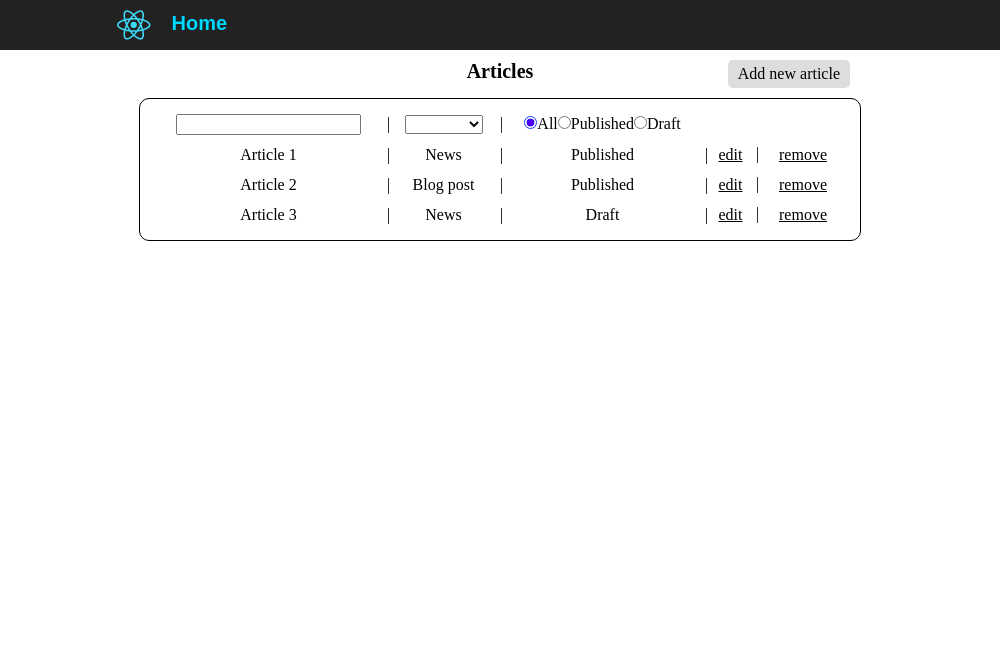 Home
Articles
Add new article
| | All Published Draft
Article 1 | News | Published | edit | remove
Article 2 | Blog post | Published | edit | remove
Article 3 | News | Draft | edit | remove